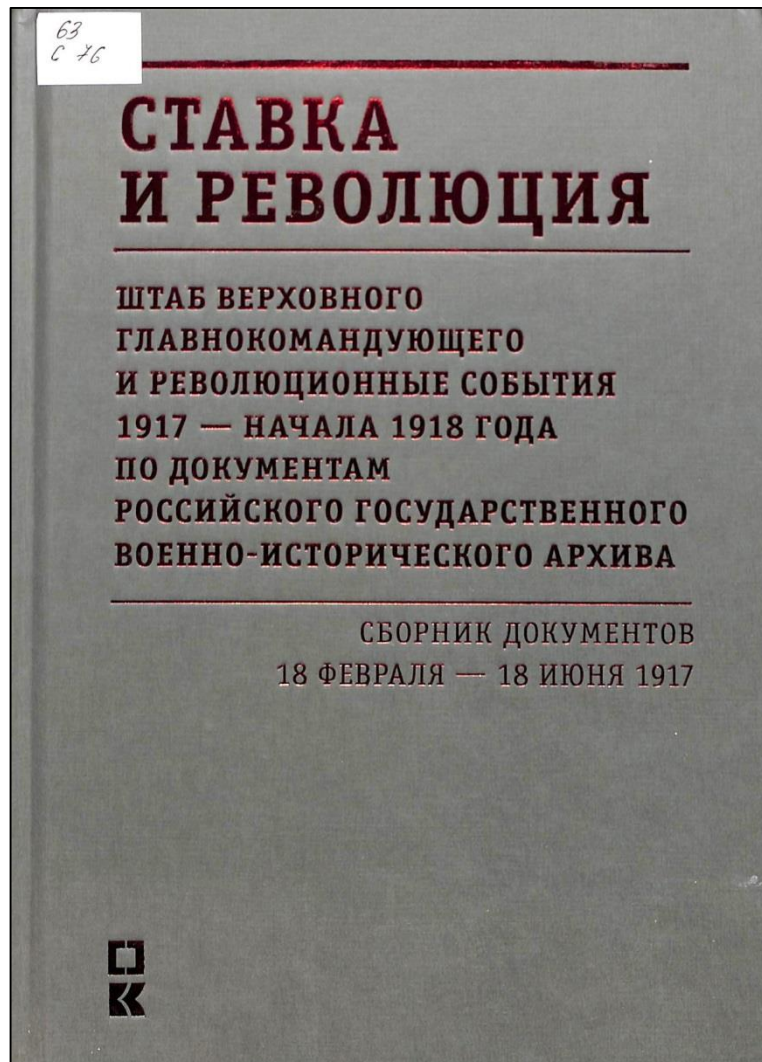 63
С 76
СТАВКА
И РЕВОЛЮЦИЯ
ШТАБ ВЕРХОВНОГО
ГЛАВНОКОМАНДУЮЩЕГО
И РЕВОЛЮЦИОННЫЕ СОБЫТИЯ
1917 — НАЧАЛА 1918 ГОДА
ПО ДОКУМЕНТАМ
РОССИЙСКОГО ГОСУДАРСТВЕННОГО
ВОЕННО-ИСТОРИЧЕСКОГО АРХИВА
СБОРНИК ДОКУМЕНТОВ
18 ФЕВРАЛЯ — 18 ИЮНЯ 1917